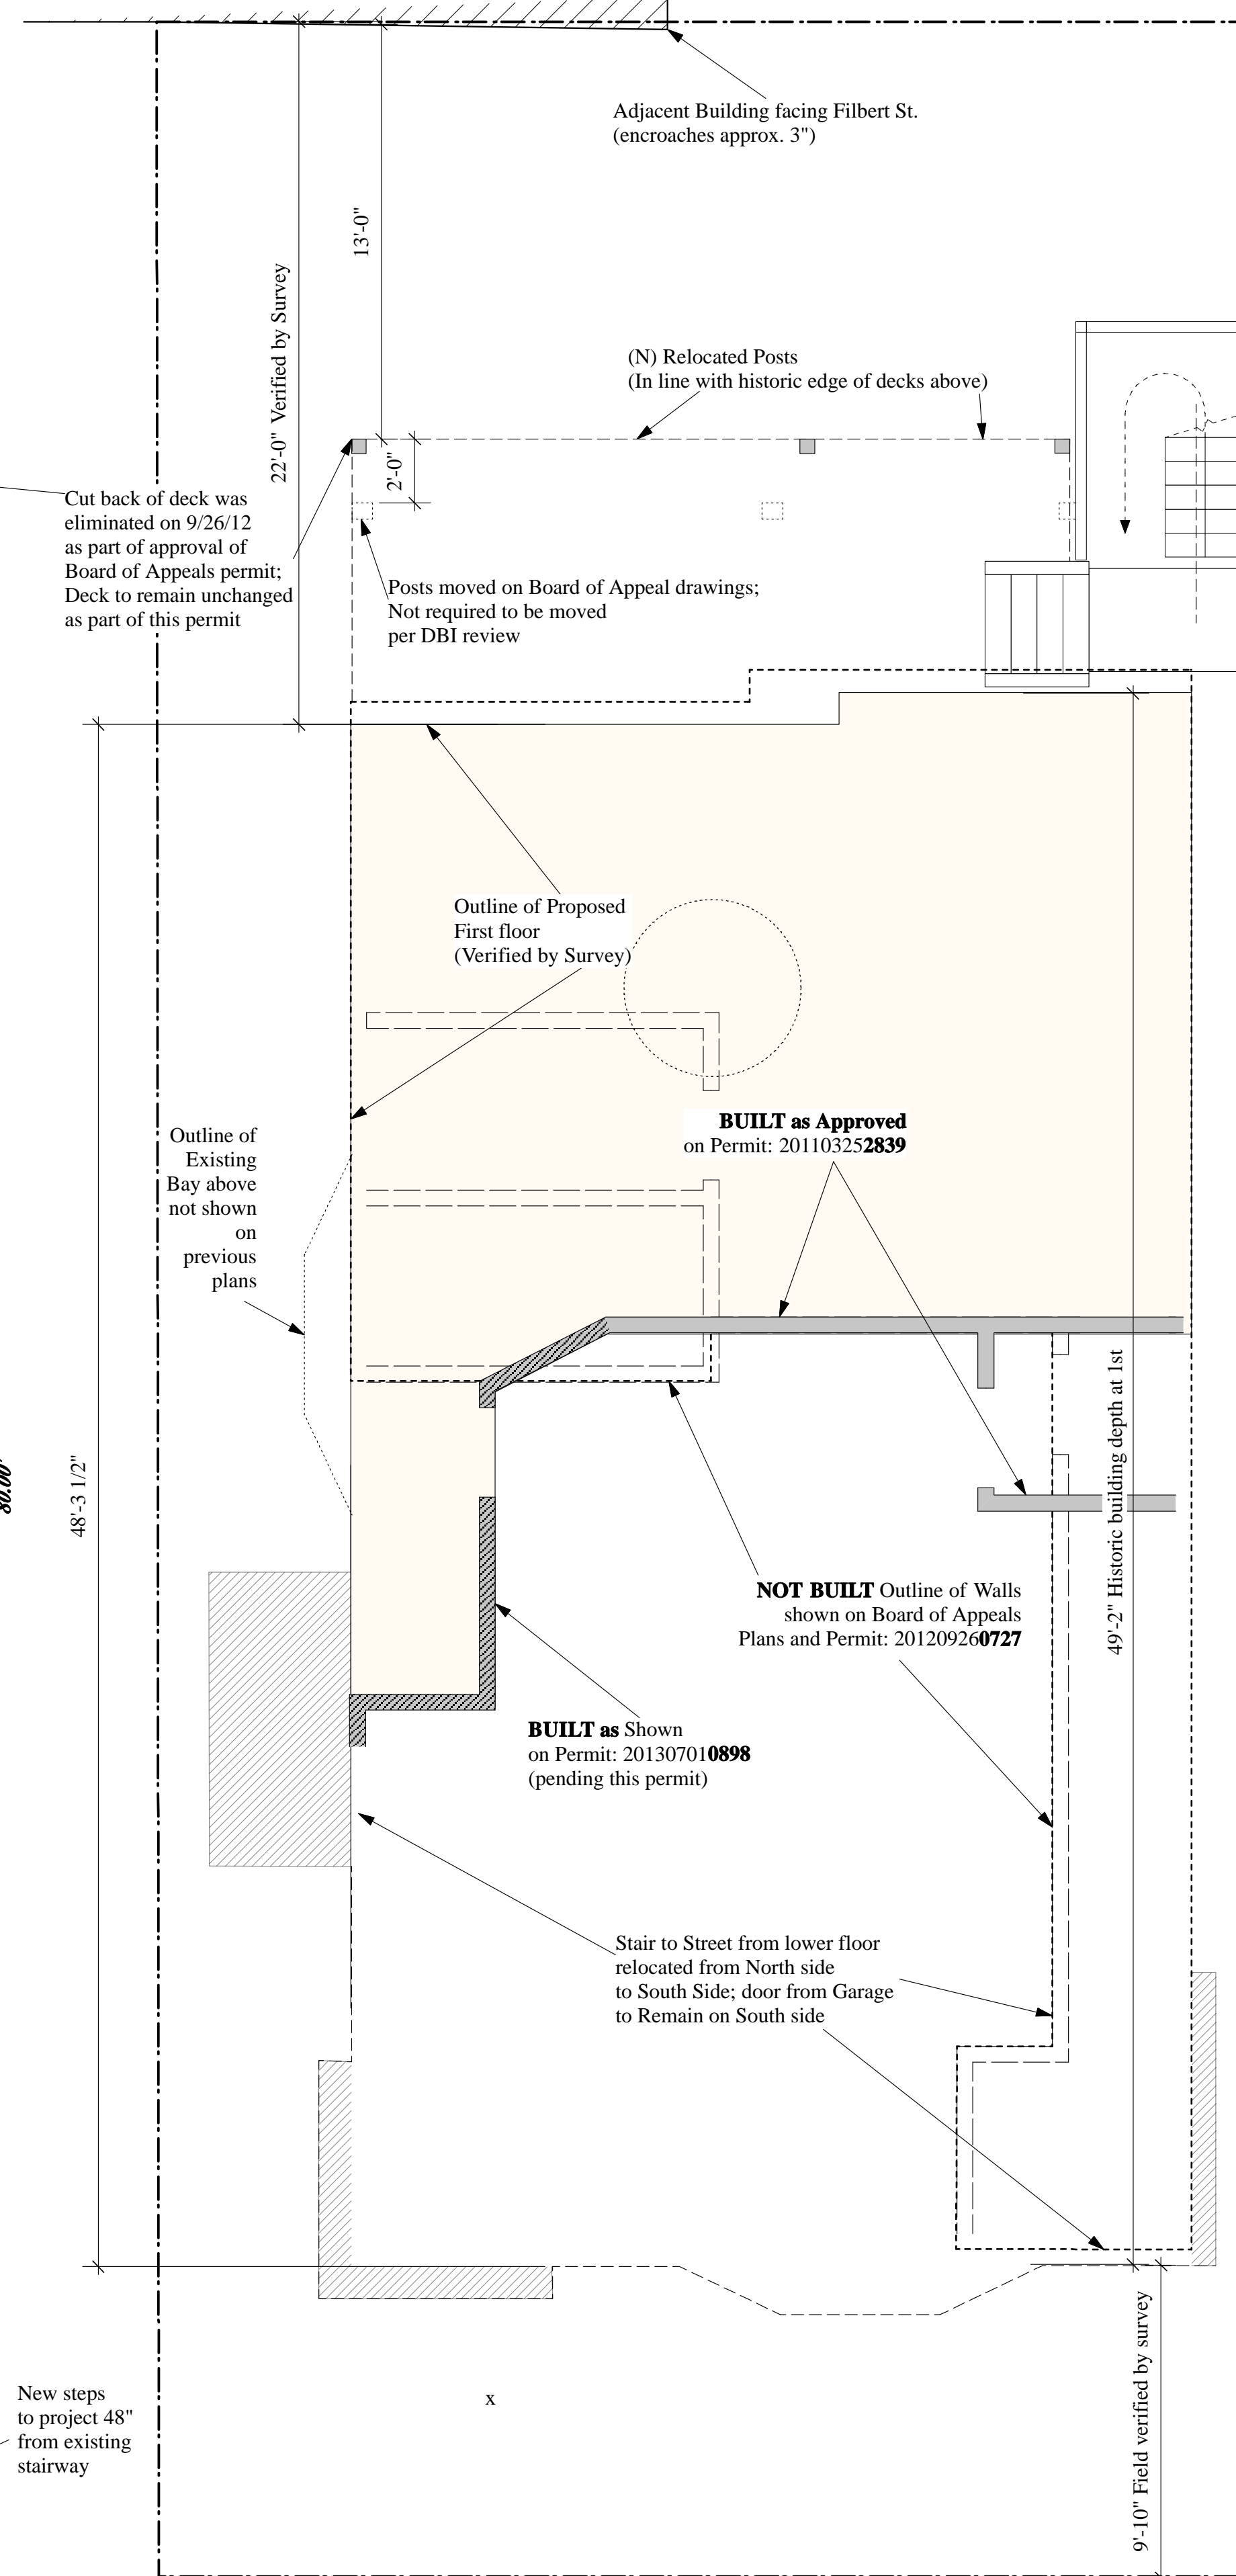 Adjacent Building facing Filbert St.
(encroaches approx. 3")
13'-0"
22'-0" Verified by Survey
(N) Relocated Posts
(In line with historic edge of decks above)
2'-0"
Cut back of deck was
eliminated on 9/26/12
as part of approval of
Board of Appeals permit;
Deck to remain unchanged
as part of this permit
Posts moved on Board of Appeal drawings;
Not required to be moved
per DBI review
Outline of Proposed
First floor
(Verified by Survey)
BUILT as Approved
on Permit: 201103252839
Outline of
Existing
Bay above
not shown
on
previous
plans
80.00'
48'-3 1/2"
49'-2" Historic building depth at 1st
NOT BUILT Outline of Walls
shown on Board of Appeals
Plans and Permit: 201209260727
BUILT as Shown
on Permit: 201307010898
(pending this permit)
Stair to Street from lower floor
relocated from North side
to South Side; door from Garage
to Remain on South side
9'-10" Field verified by survey
New steps
to project 48"
from existing
stairway
x